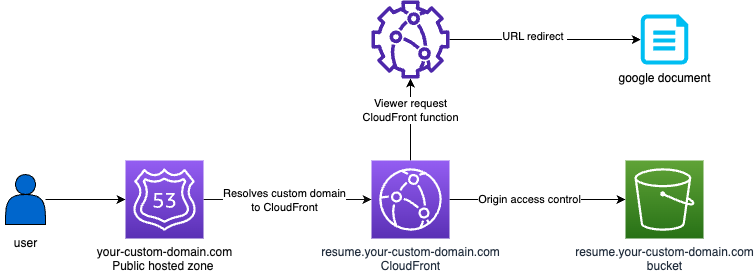 URL redirect
google document
Viewer request
CloudFront function
53
Resolves custom domain
to CloudFront
Origin access control
user
your-custom-domain.com
Public hosted zone
resume.your-custom-domain.com
CloudFront
resume.your-custom-domain.com
bucket